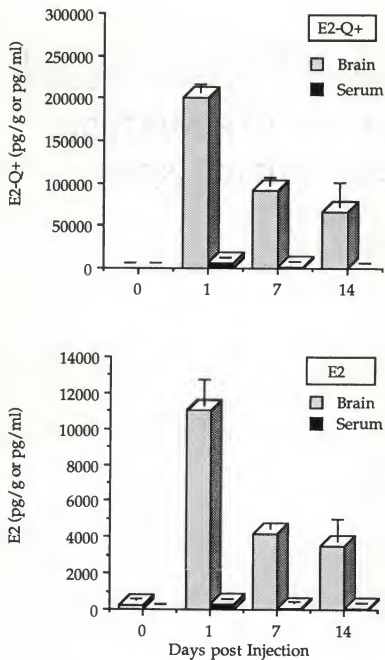 E2-Q+ (pg/g or pg/ml)
300000
250000
200000
150000
100000
50000
0
E2-Q+
Brain
Serum
0 1 7 14
E2 (pg/g or pg/ml)
14000
12000
10000
8000
6000
4000
2000
0
E2
Brain
Serum
0 1 7 14
Days post Injection